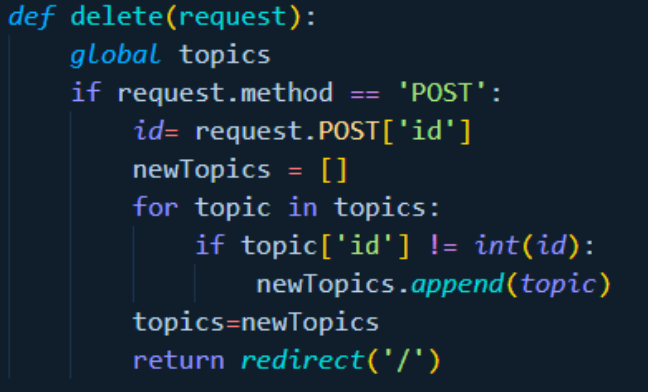 def delete(request):
    global topics
    if request.method == 'POST':
        id= request.POST['id']
        newTopics = []
        for topic in topics:
            if topic['id'] != int(id):
                newTopics.append(topic)
        topics=newTopics
        return redirect('/')